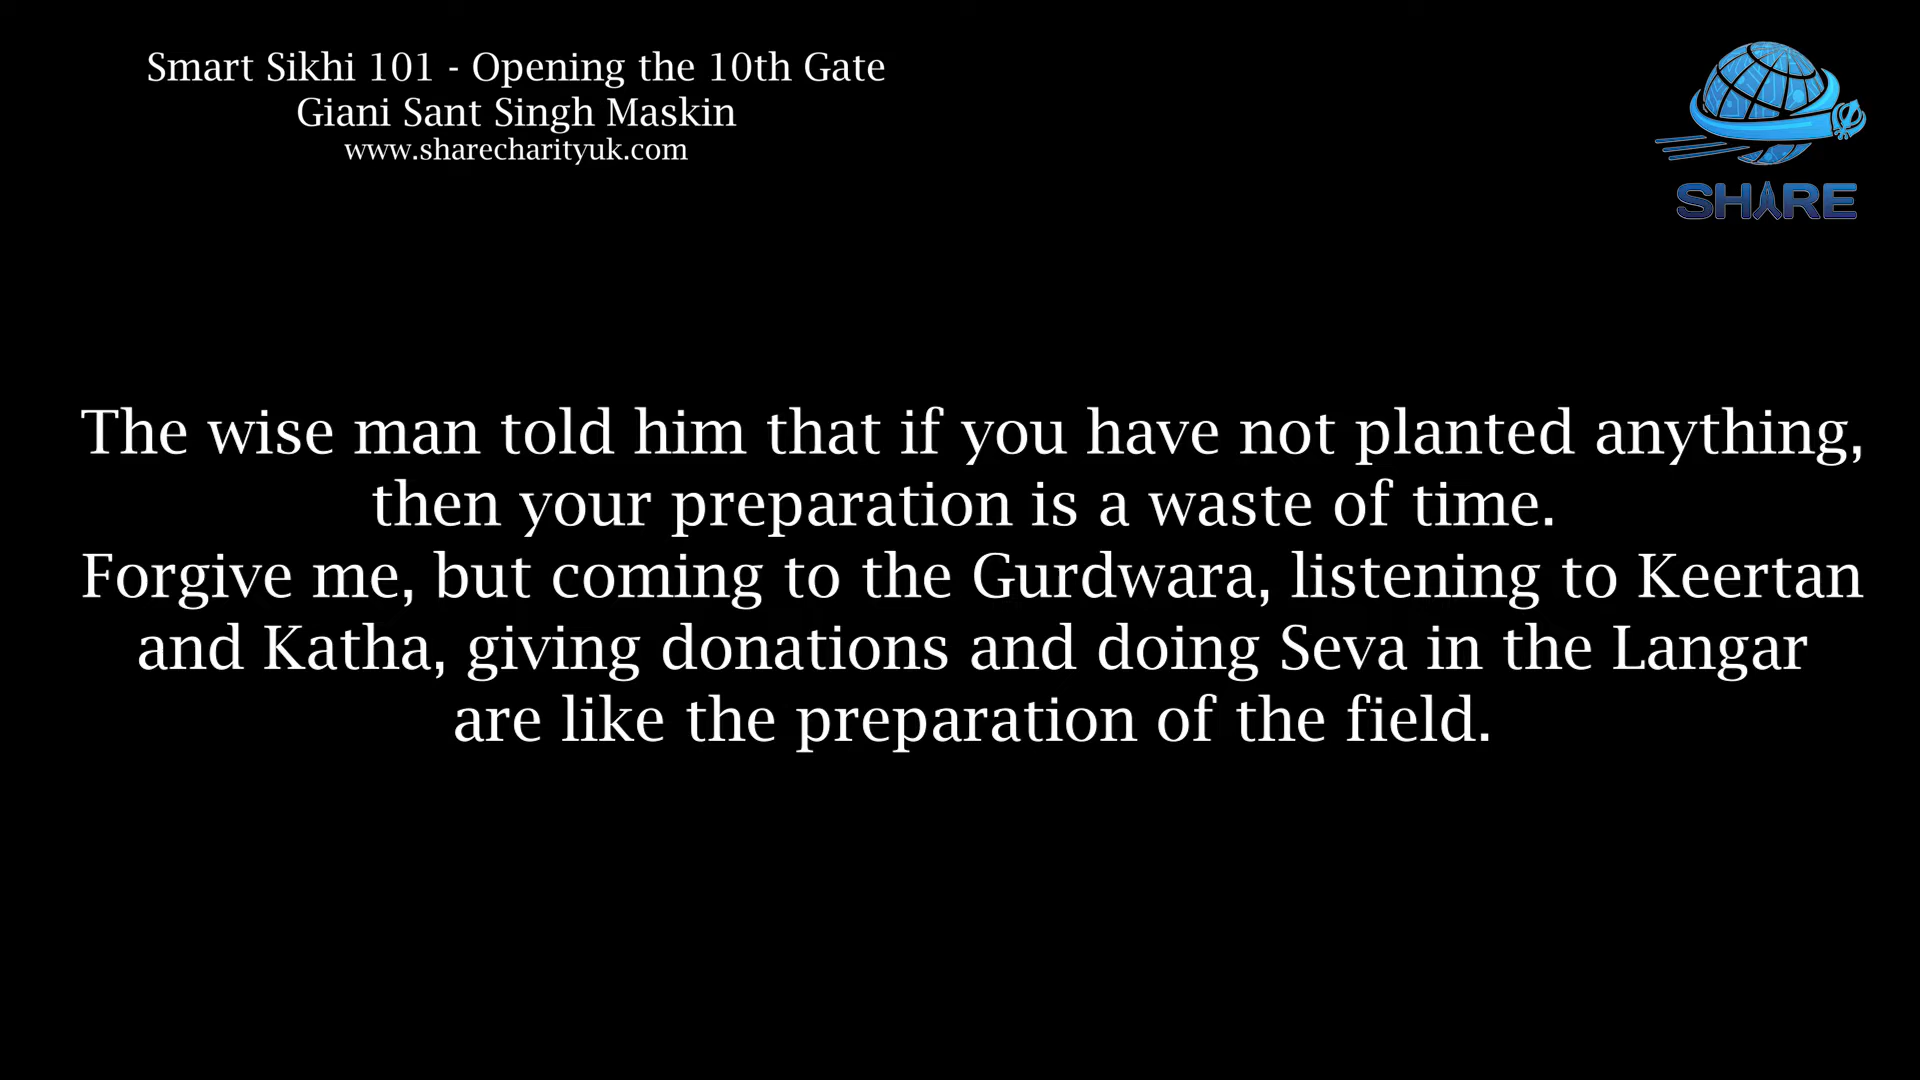 Smart Sikhi 101 - Opening the 10th Gate
Giani Sant Singh Maskin
www.sharecharityuk.com
SHARE
The wise man told him that if you have not planted anything,
then your preparation is a waste of time.
Forgive me, but coming to the Gurdwara, listening to Keertan
and Katha, giving donations and doing Seva in the Langar
are like the preparation of the field.